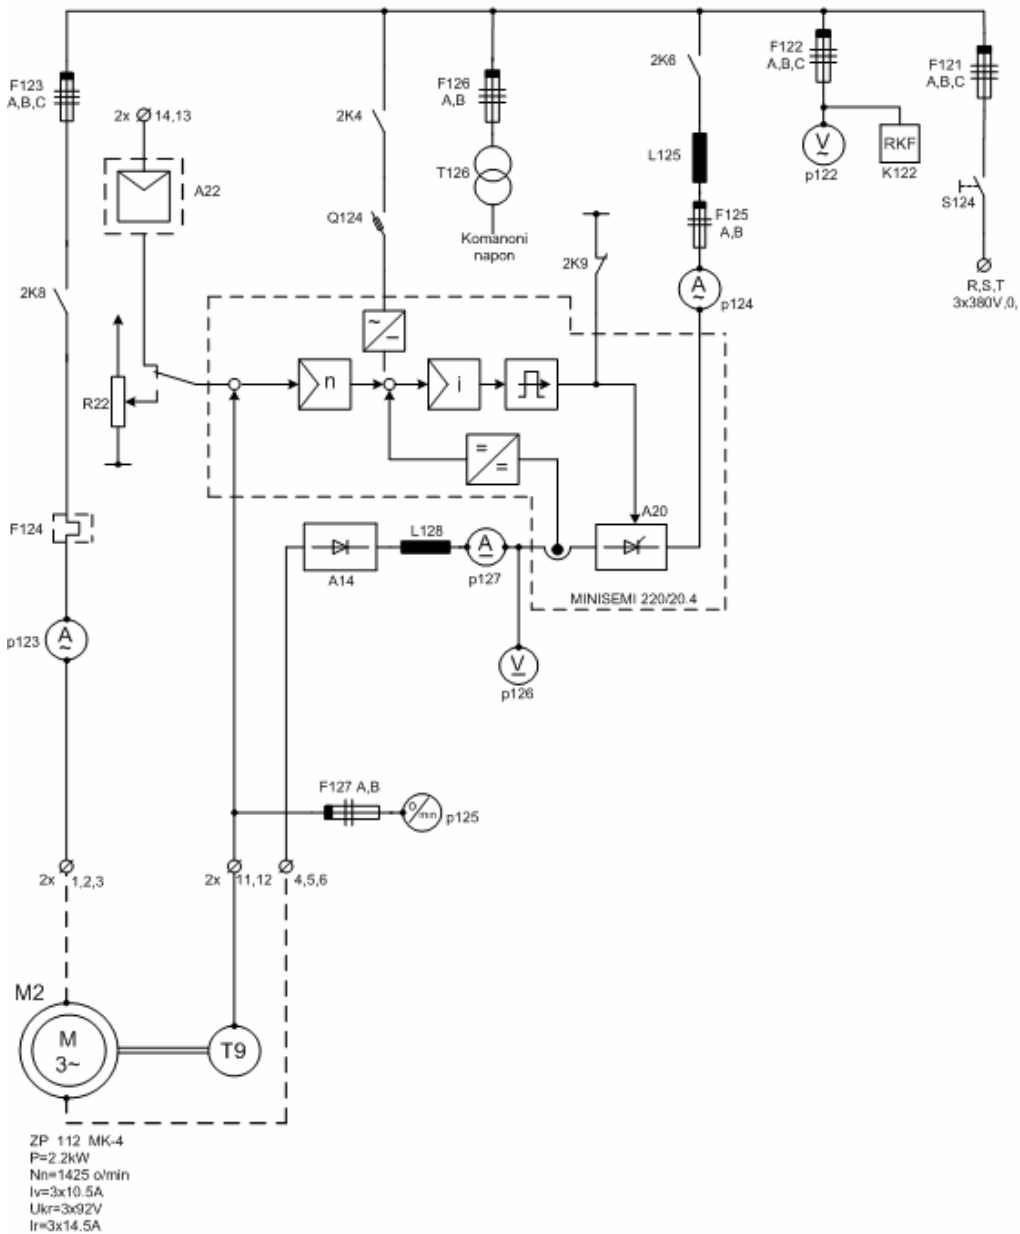 F123
A,B,C
2x 14,13
A22
2K4
F126
A,B
T126
Komanoni
napon
2K6
L125
F125
A,B
F122
A,B,C
V
~
p122
RKF
K122
F121
A,B,C
S124
R,S,T
3x380V,0,
Q124
2K9
A
~
p124
2K8
R22
~
–
n
i
=
=
F124
A20
L128
A14
A
p127
MINISEMI 220/20.4
A
~
p123
V
p126
F127 A,B
o/min
p125
2x 1,2,3
2x 11,12
4,5,6
M2
M
3~
T9
ZP 112 MK-4
P=2.2kW
Nn=1425 o/min
Iv=3x10.5A
Ukr=3x92V
Ir=3x14.5A